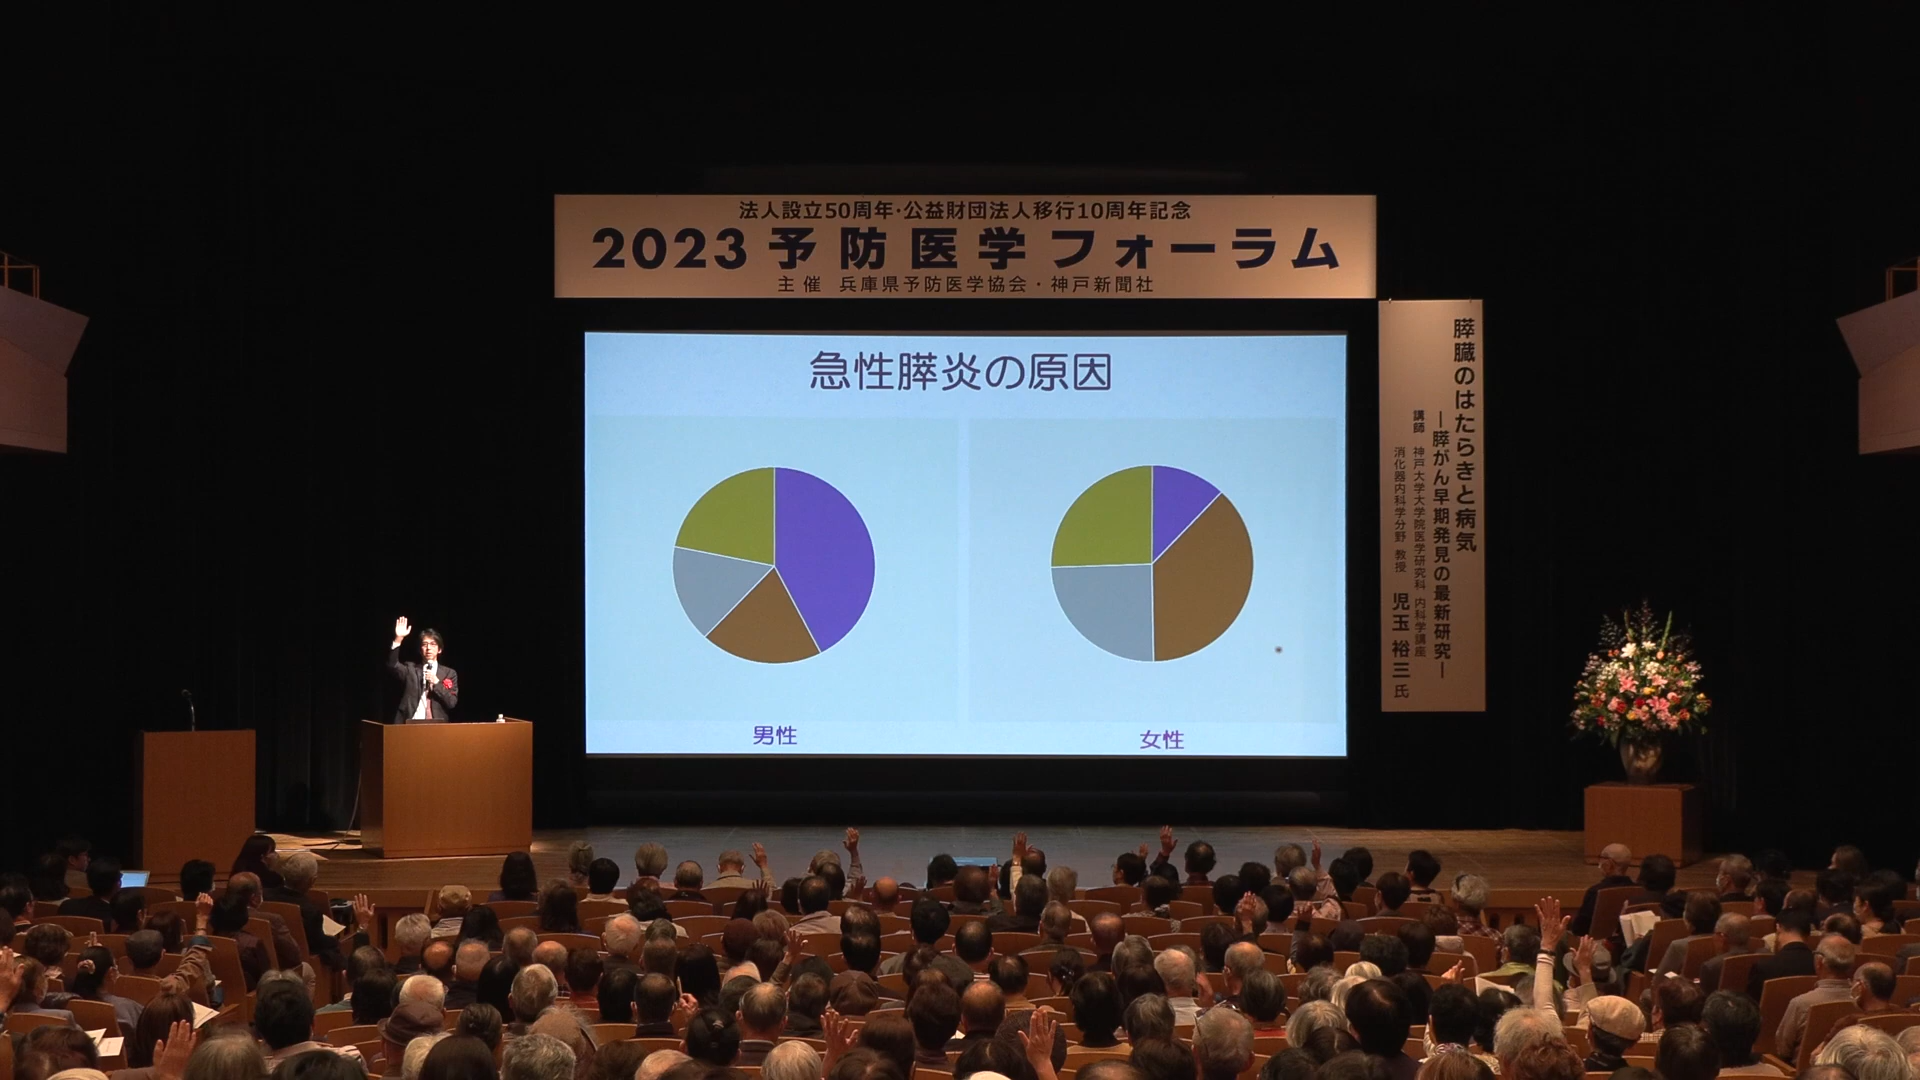 法人設立50周年・公益財団法人移行10周年記念
2023予防医学フォーラム
主催 兵庫県予防医学協会・神戸新聞社
急性膵炎の原因
男性
女性
膵臓のはたらきと病気
―膵がん早期発見の最新研究―
講師 神戸大学大学院医学研究科 内科学講座
消化器内科学分野 教授 児玉 裕三 氏